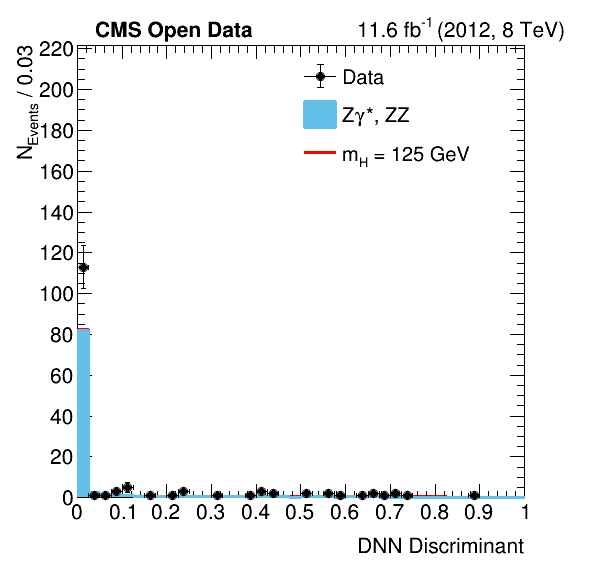 CMS Open Data 11.6 fb⁻¹ (2012, 8 TeV)
N_Events / 0.03
Data
Zγ*, ZZ
m_H = 125 GeV
220
200
180
160
140
120
100
80
60
40
20
0
0 0.1 0.2 0.3 0.4 0.5 0.6 0.7 0.8 0.9 1
DNN Discriminant